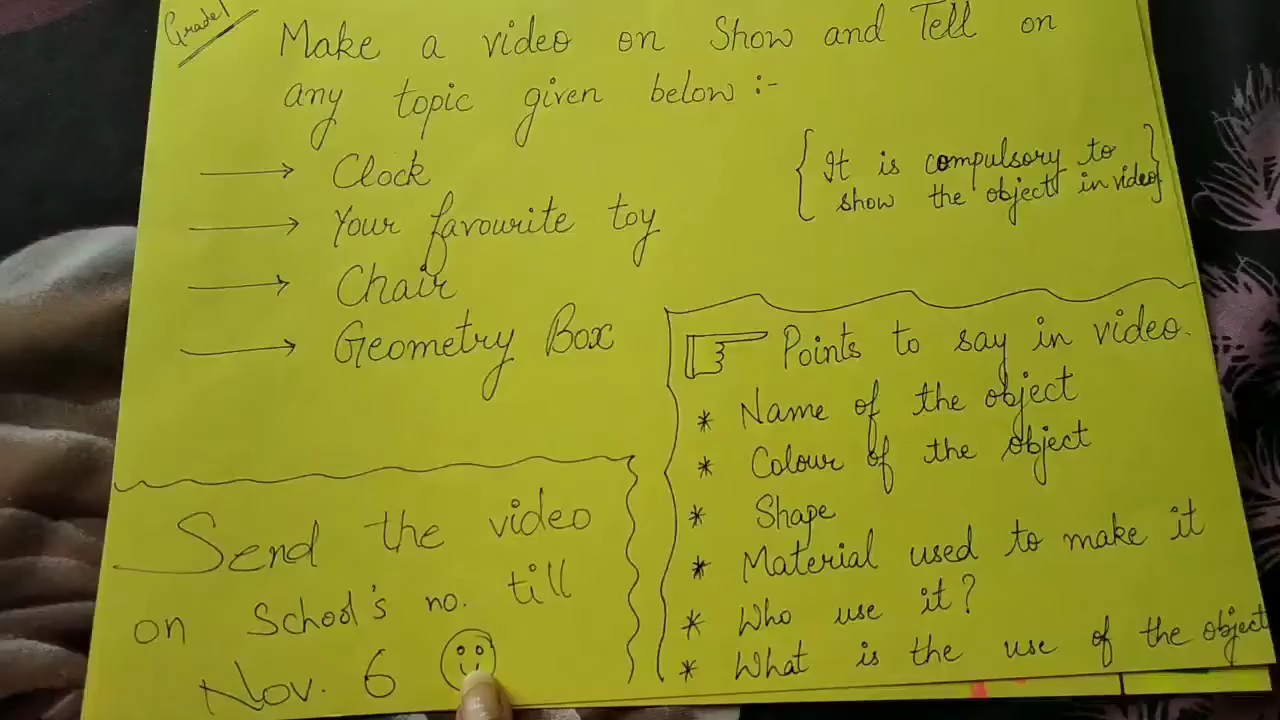 Grade 1
Make a video on Show and Tell on
any topic given below :-
→ Clock
→ Your favourite toy
→ Chair
→ Geometry Box
{ It is compulsory to
show the object in video }
Points to say in video.
* Name of the object
* Colour of the object
* Shape
* Material used to make it
* Who use it?
* What is the use of the object
Send the video
on School's no. till
Nov. 6